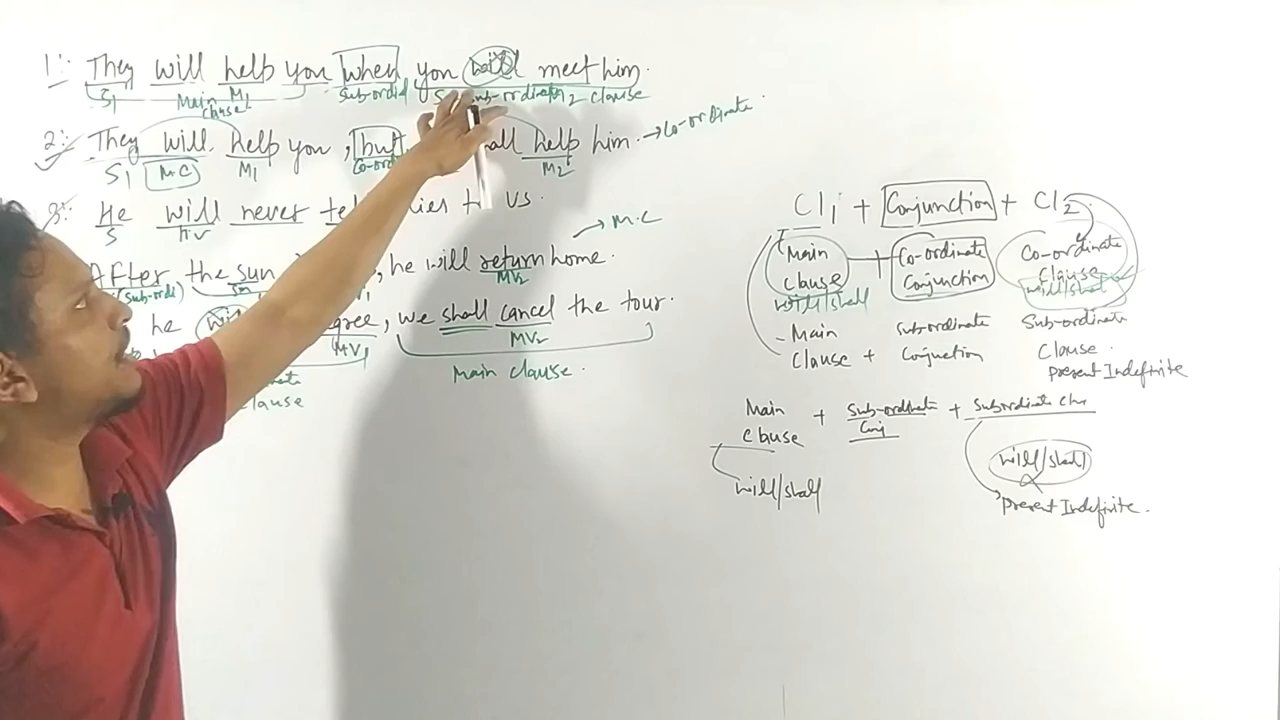 1:- They will help you when you will meet him.
S1 Main M1 Subordi Sub-ordinate M2 clause
clause
2:- They will help you, but shall help him. → Co-ordinate
S1 M.C M1 Co-ord M2
3:- He will never tell lies to us.
S h.v
→ M.C
After the sun he will return home.
(sub-orde) MV2
he will agree, we shall cancel the tour.
MV1 MV2
Main clause.
clause
Cl1 + Conjunction + Cl2
Main + Co-ordinate Co-ordinate
clause Conjunction Clause
will/shall will/shall
Main Subordinate Sub-ordinate
Clause + Conjunction Clause.
present Indefinite
Main + Sub-ordinate + Subordinate Cla
clause Conj
will/shall
will/shall present Indefinite.